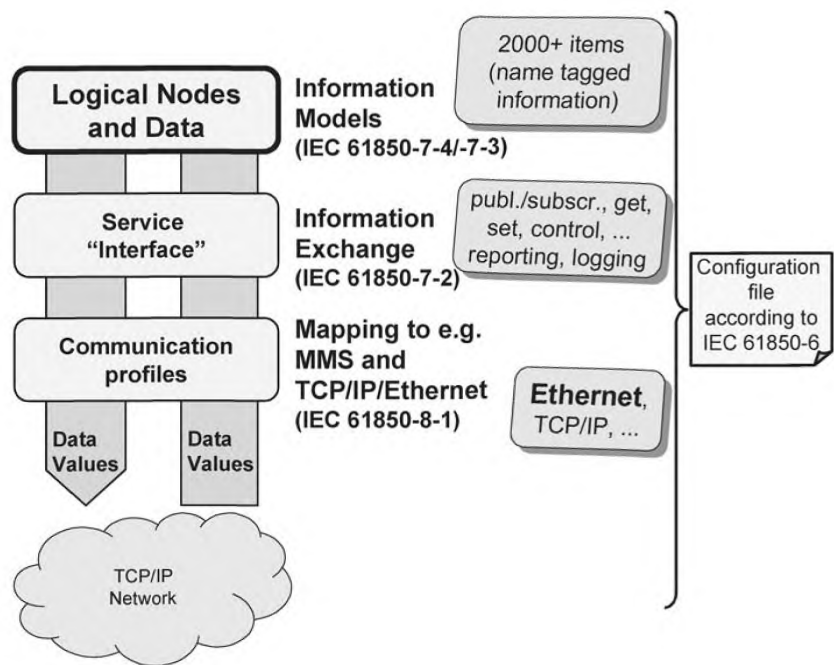 Logical Nodes
and Data
Information
Models
(IEC 61850-7-4/-7-3)
2000+ items
(name tagged
information)
Service
“Interface”
Information
Exchange
(IEC 61850-7-2)
publ./subscr., get,
set, control, ...
reporting, logging
Configuration
file
according to
IEC 61850-6
Communication
profiles
Mapping to e.g.
MMS and
TCP/IP/Ethernet
(IEC 61850-8-1)
Ethernet,
TCP/IP, ...
Data
Values
Data
Values
TCP/IP
Network